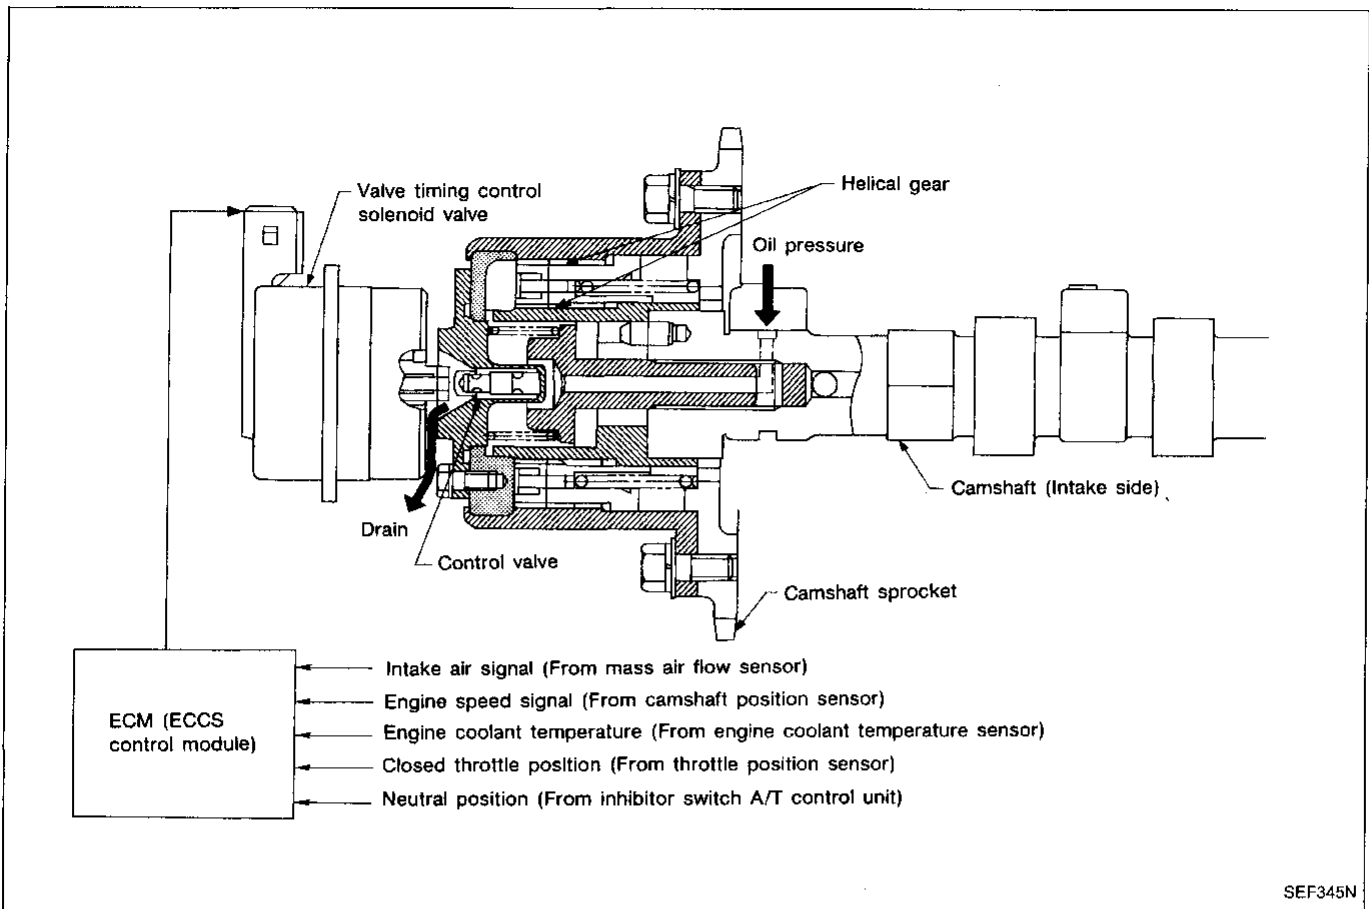 Valve timing control
solenoid valve
Helical gear
Oil pressure
Camshaft (Intake side)
Drain
Control valve
Camshaft sprocket
ECM (ECCS
control module)
Intake air signal (From mass air flow sensor)
Engine speed signal (From camshaft position sensor)
Engine coolant temperature (From engine coolant temperature sensor)
Closed throttle position (From throttle position sensor)
Neutral position (From inhibitor switch A/T control unit)
SEF345N